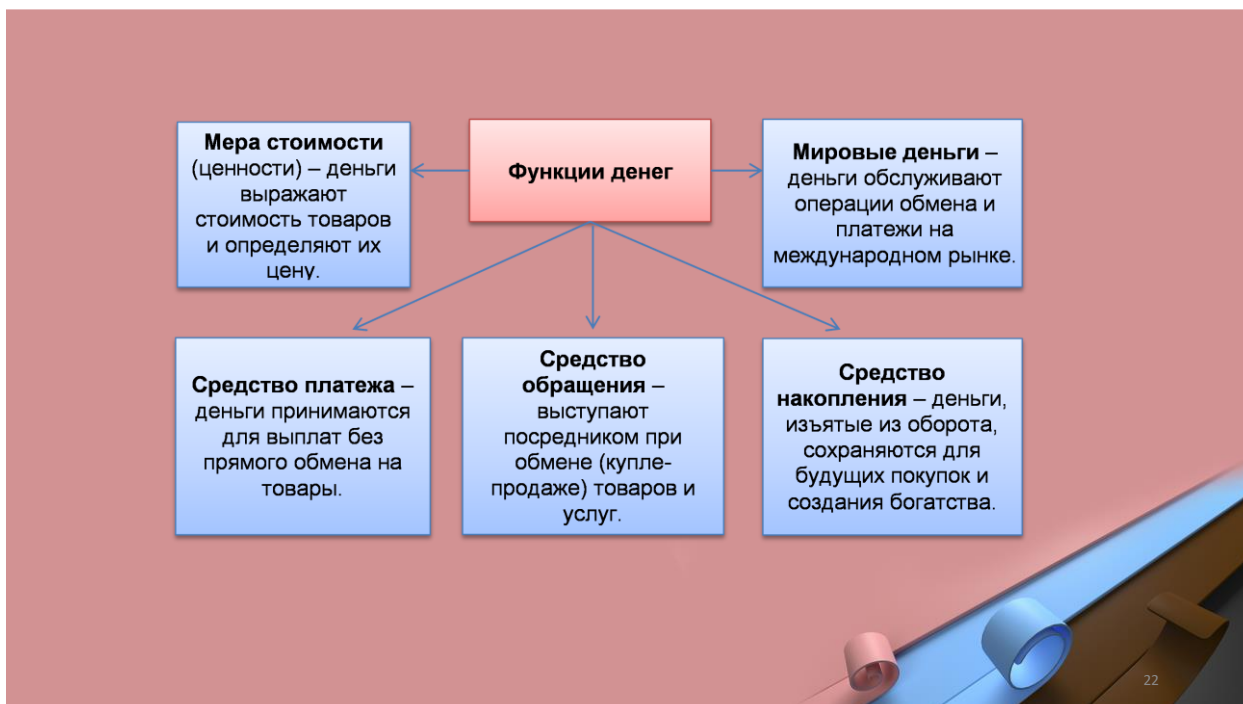 Мера стоимости
(ценности) – деньги
выражают
стоимость товаров
и определяют их
цену.
Функции денег
Мировые деньги –
деньги обслуживают
операции обмена и
платежи на
международном рынке.
Средство платежа –
деньги принимаются
для выплат без
прямого обмена на
товары.
Средство
обращения –
выступают
посредником при
обмене (купле-
продаже) товаров и
услуг.
Средство
накопления – деньги,
изъятые из оборота,
сохраняются для
будущих покупок и
создания богатства.
22